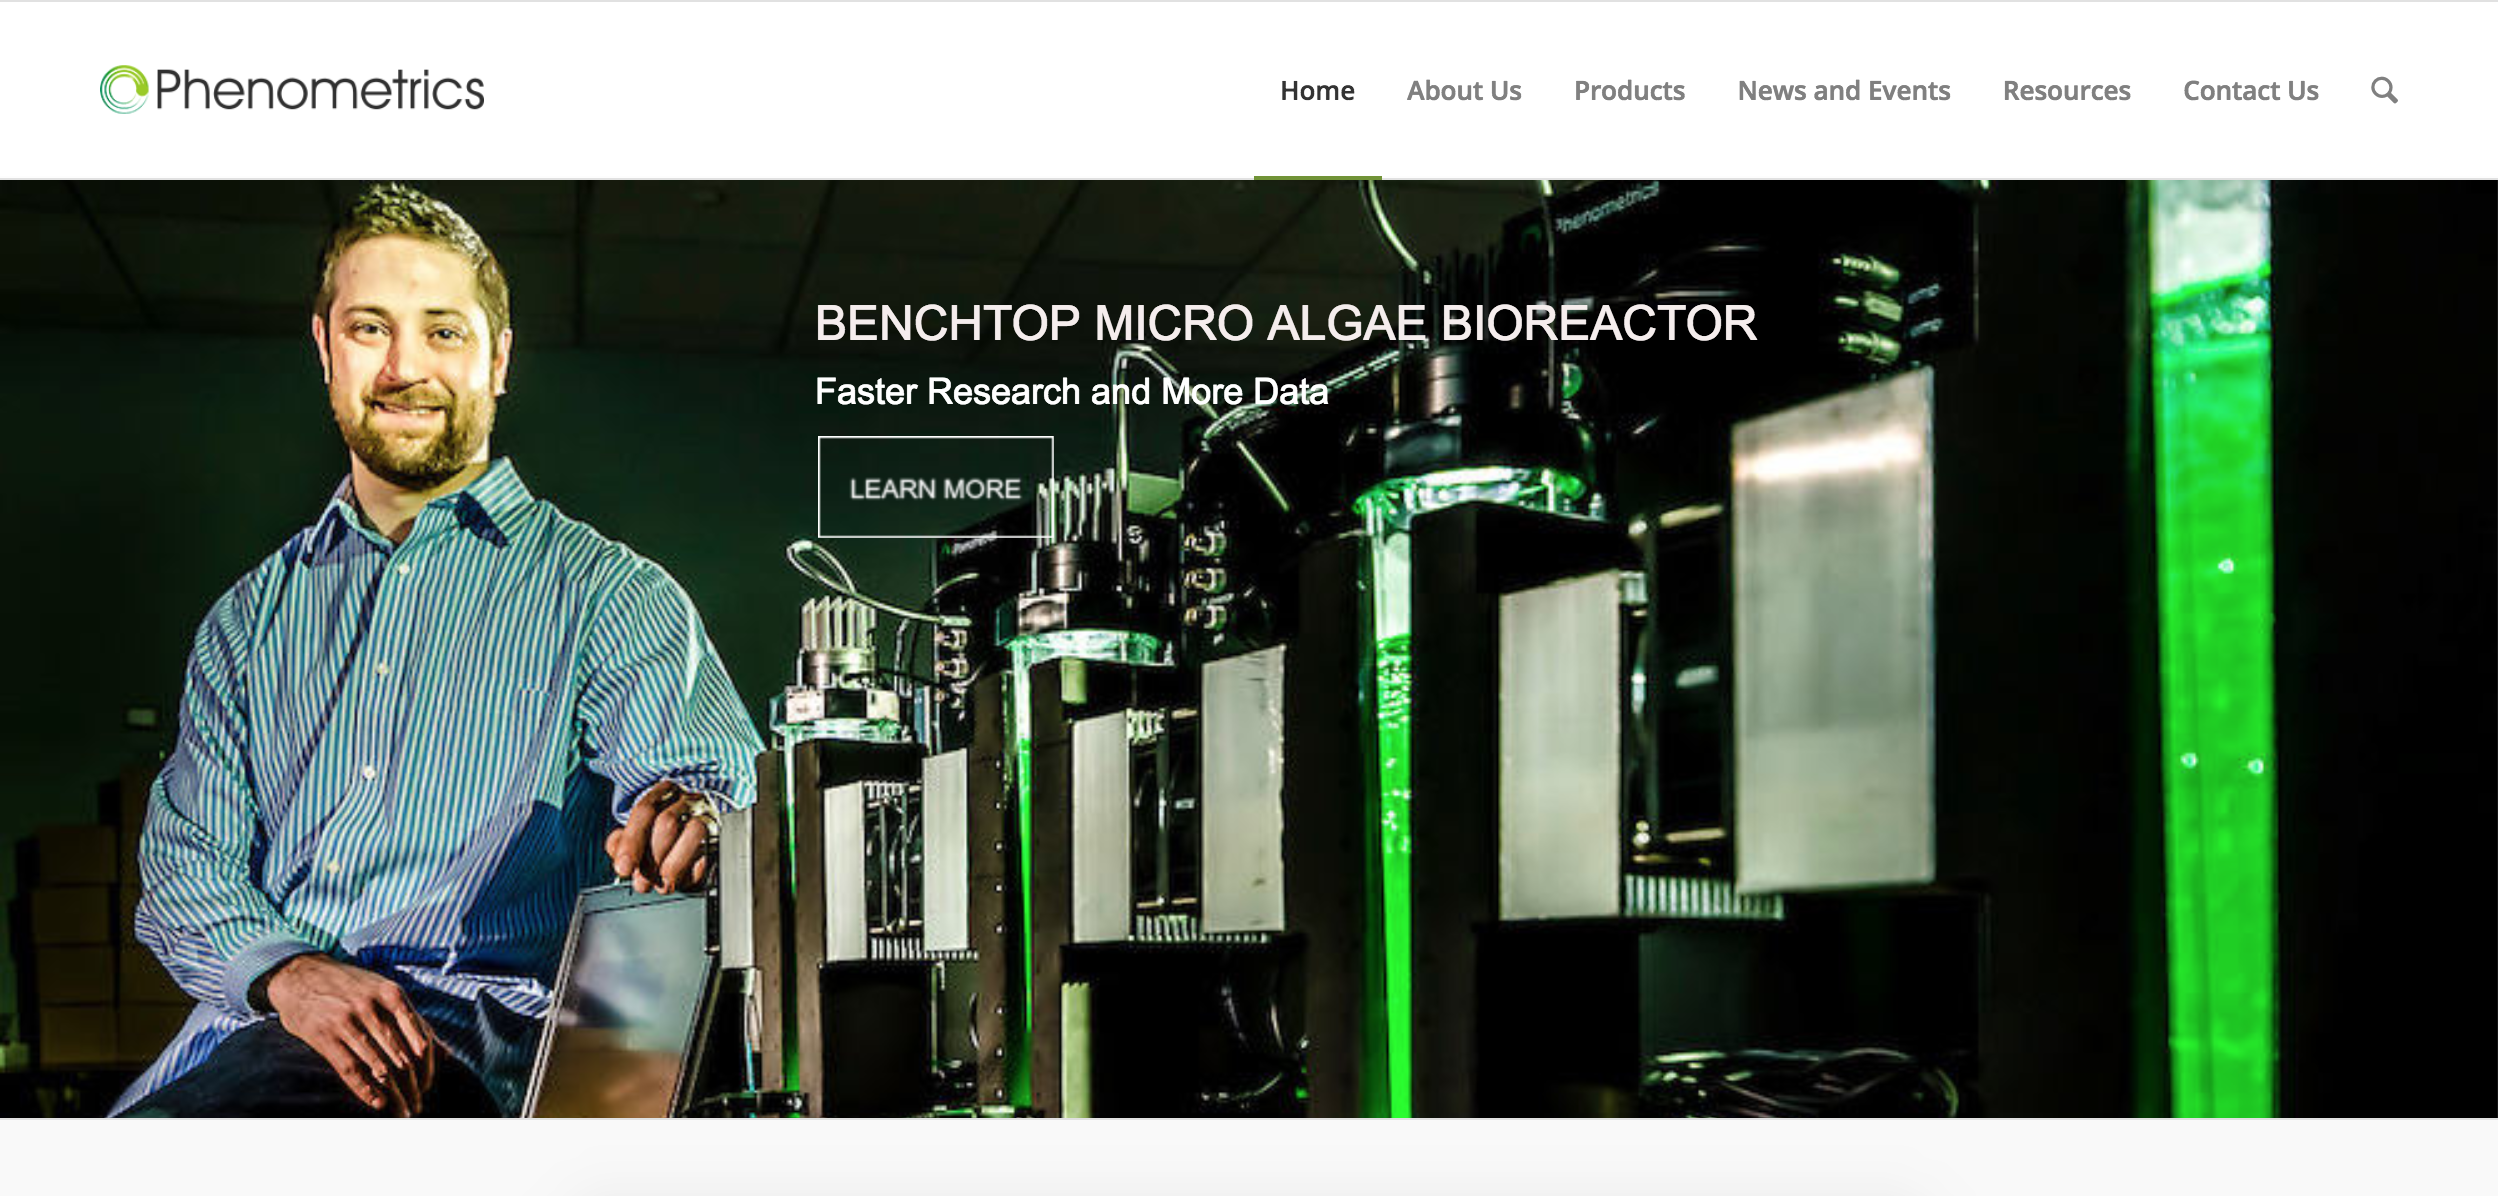 Phenometrics
Home
About Us
Products
News and Events
Resources
Contact Us
Phenometrics
BENCHTOP MICRO ALGAE BIOREACTOR
Faster Research and More Data
LEARN MORE